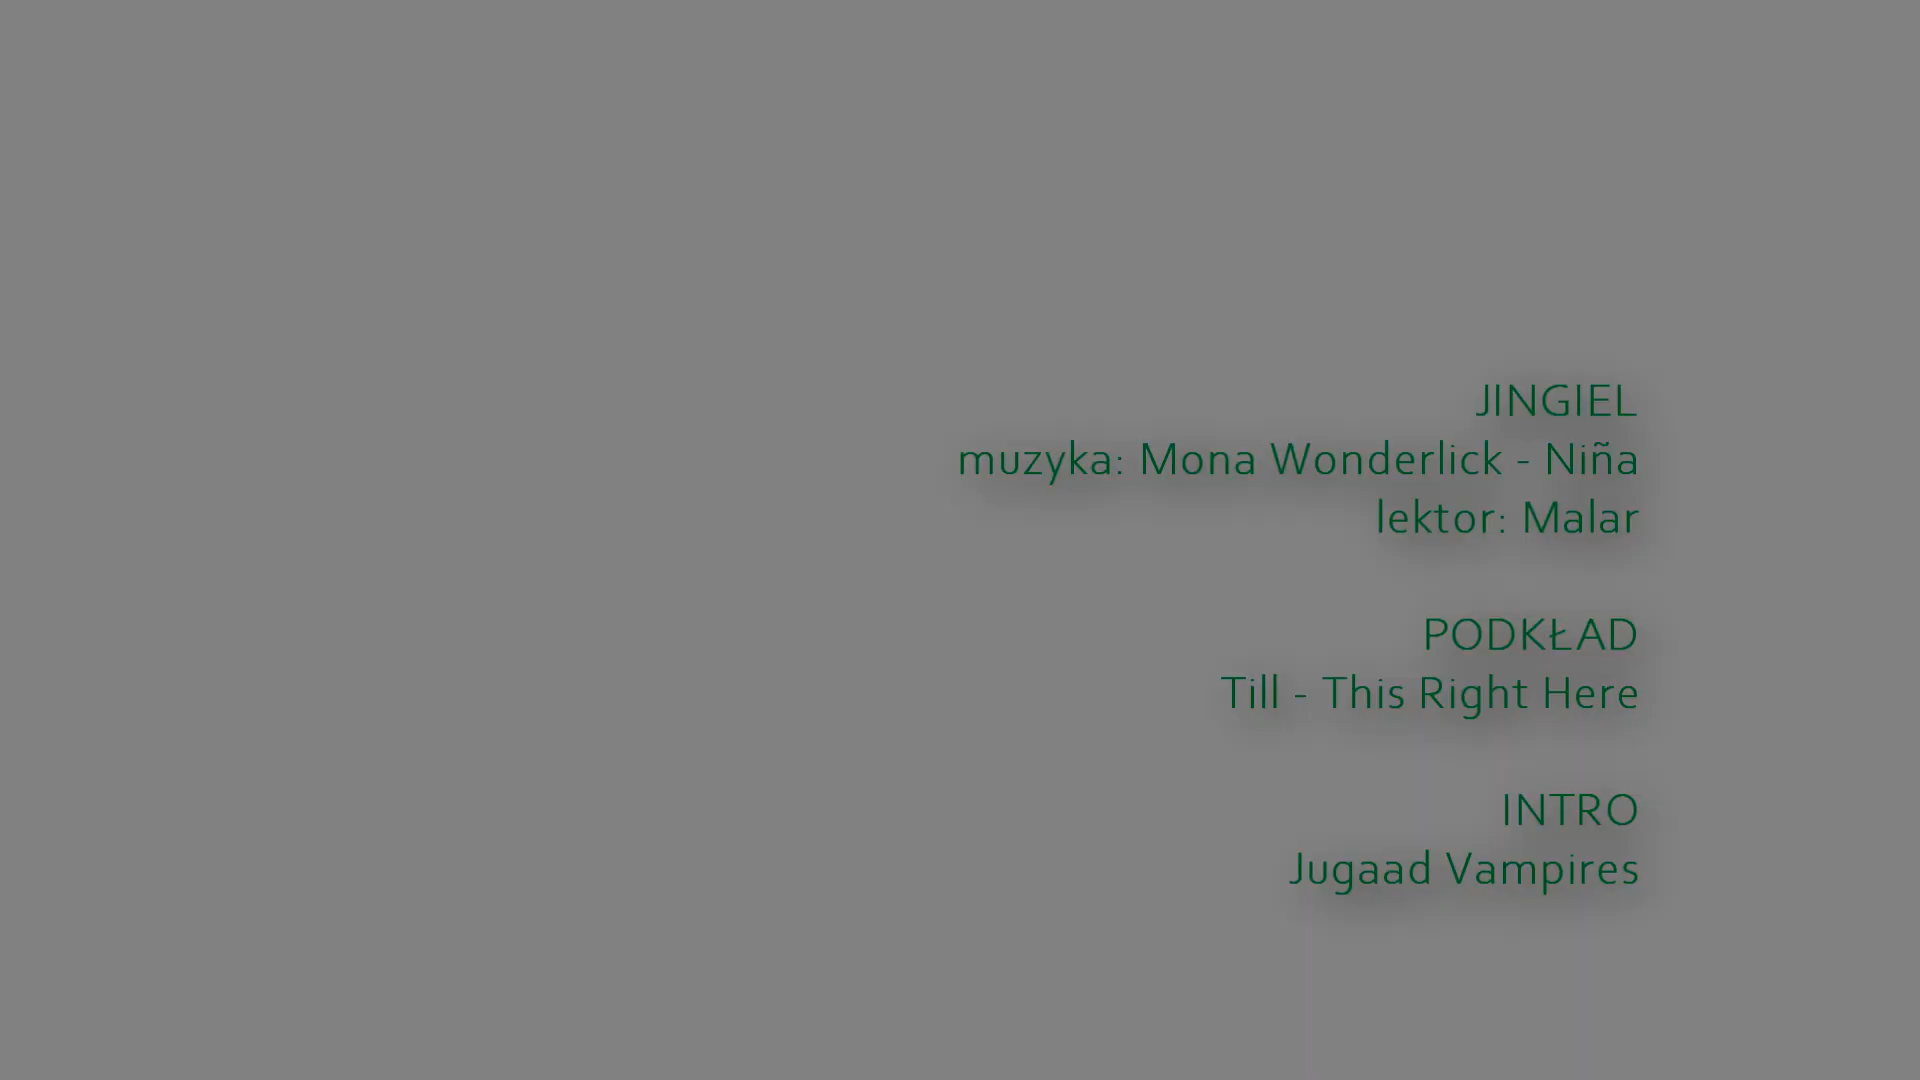 JINGIEL
muzyka: Mona Wonderlick - Niña
lektor: Malar
PODKŁAD
Till - This Right Here
INTRO
Jugaad Vampires